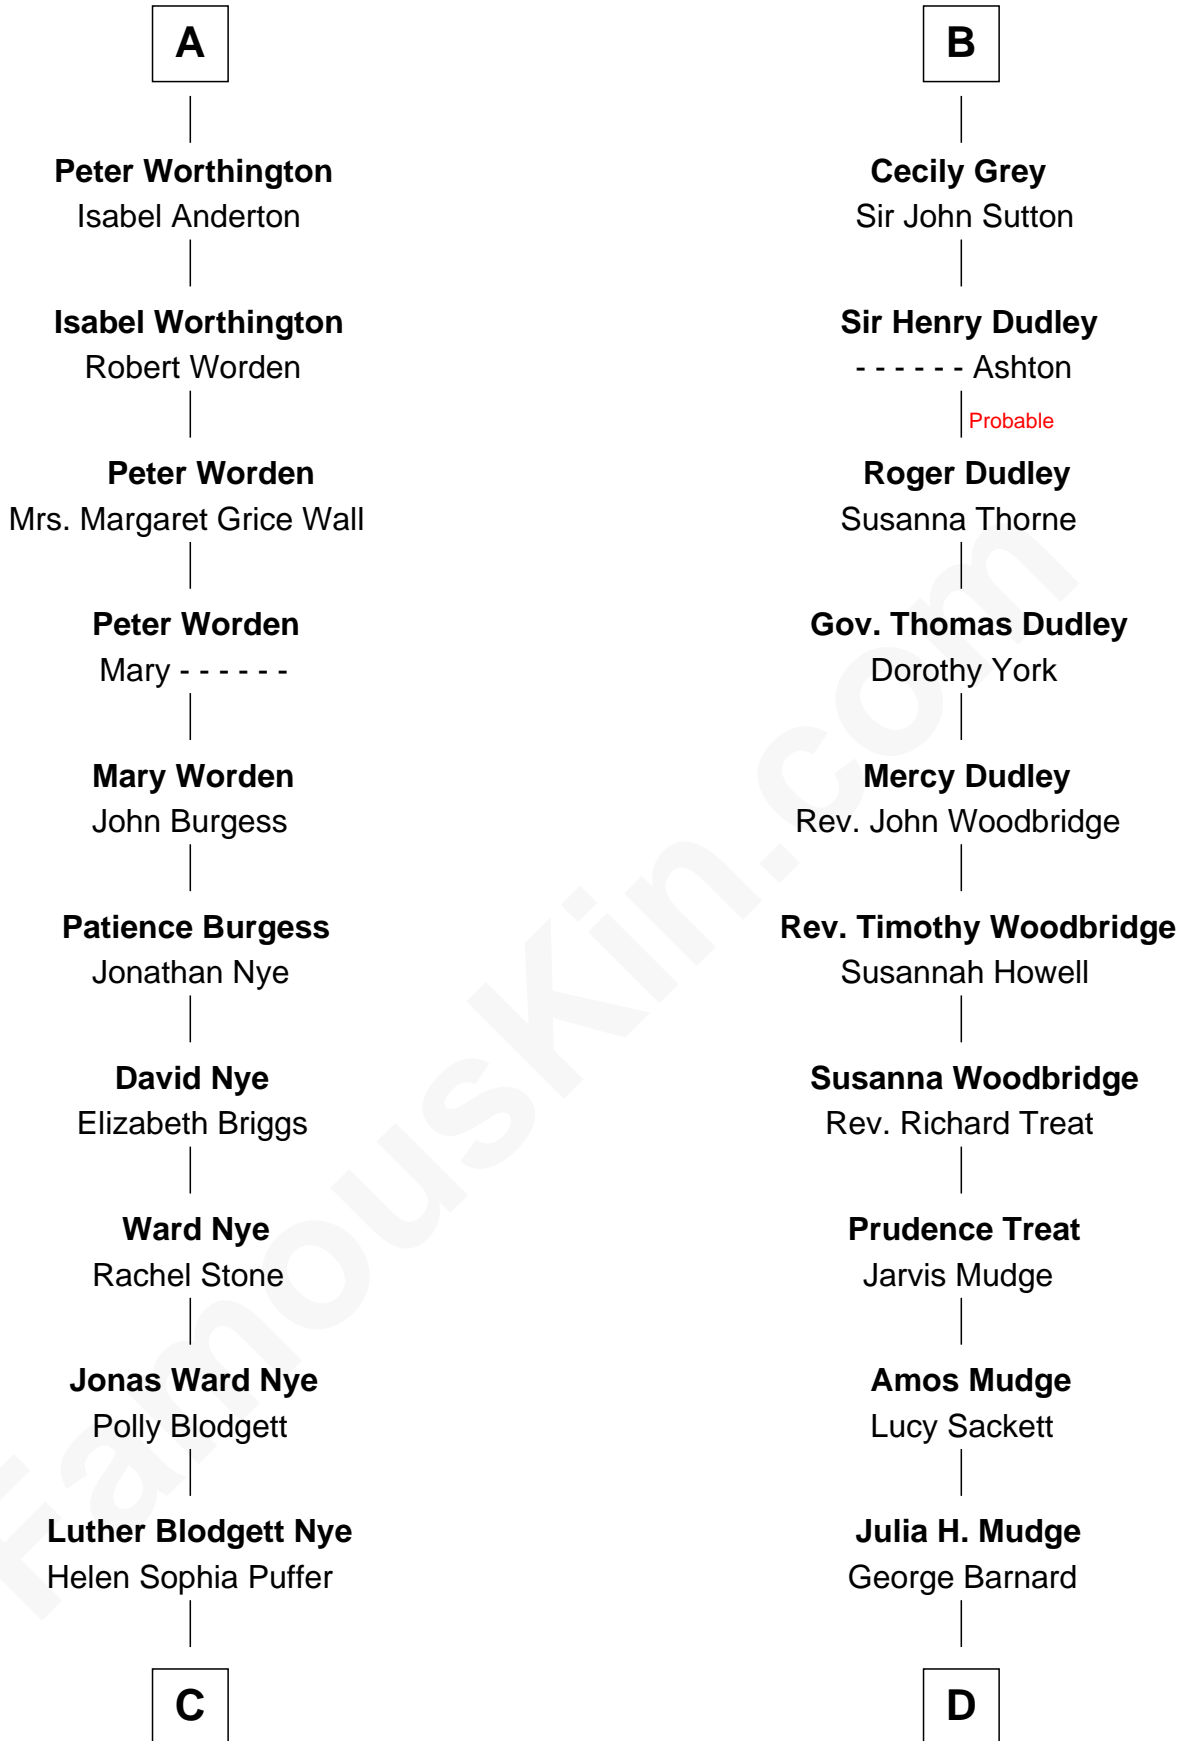 A
Peter Worthington
Isabel Anderton
Isabel Worthington
Robert Worden
Peter Worden
Mrs. Margaret Grice Wall
Peter Worden
Mary - - - - - -
Mary Worden
John Burgess
Patience Burgess
Jonathan Nye
David Nye
Elizabeth Briggs
Ward Nye
Rachel Stone
Jonas Ward Nye
Polly Blodgett
Luther Blodgett Nye
Helen Sophia Puffer
C
B
Cecily Grey
Sir John Sutton
Sir Henry Dudley
- - - - - - Ashton
Probable
Roger Dudley
Susanna Thorne
Gov. Thomas Dudley
Dorothy York
Mercy Dudley
Rev. John Woodbridge
Rev. Timothy Woodbridge
Susannah Howell
Susanna Woodbridge
Rev. Richard Treat
Prudence Treat
Jarvis Mudge
Amos Mudge
Lucy Sackett
Julia H. Mudge
George Barnard
D
FamousKin.com